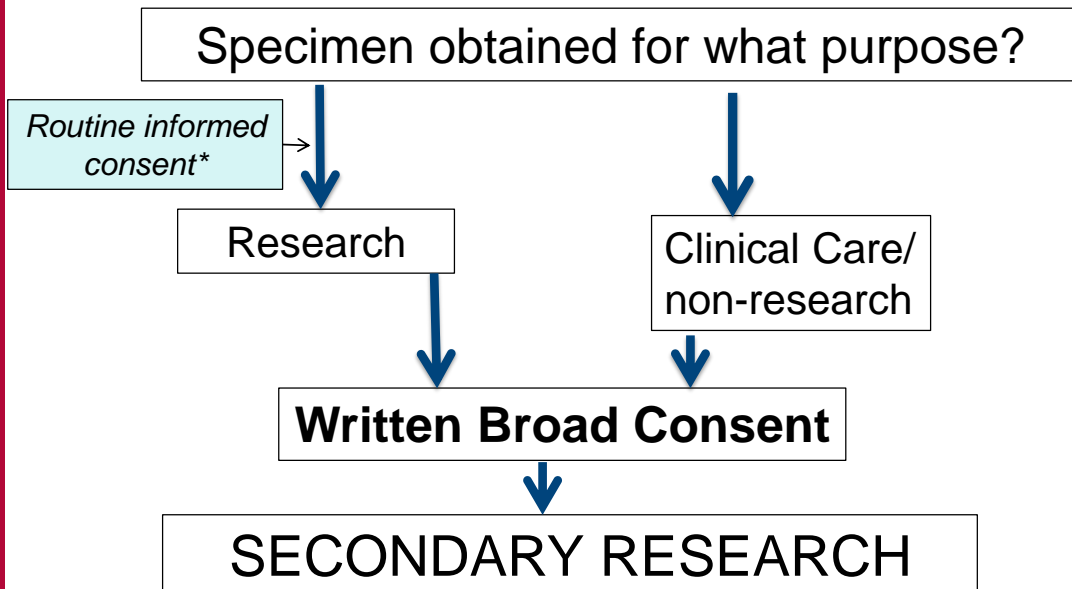 Specimen obtained for what purpose?
Routine informed
consent*
Research
Clinical Care/
non-research
Written Broad Consent
SECONDARY RESEARCH